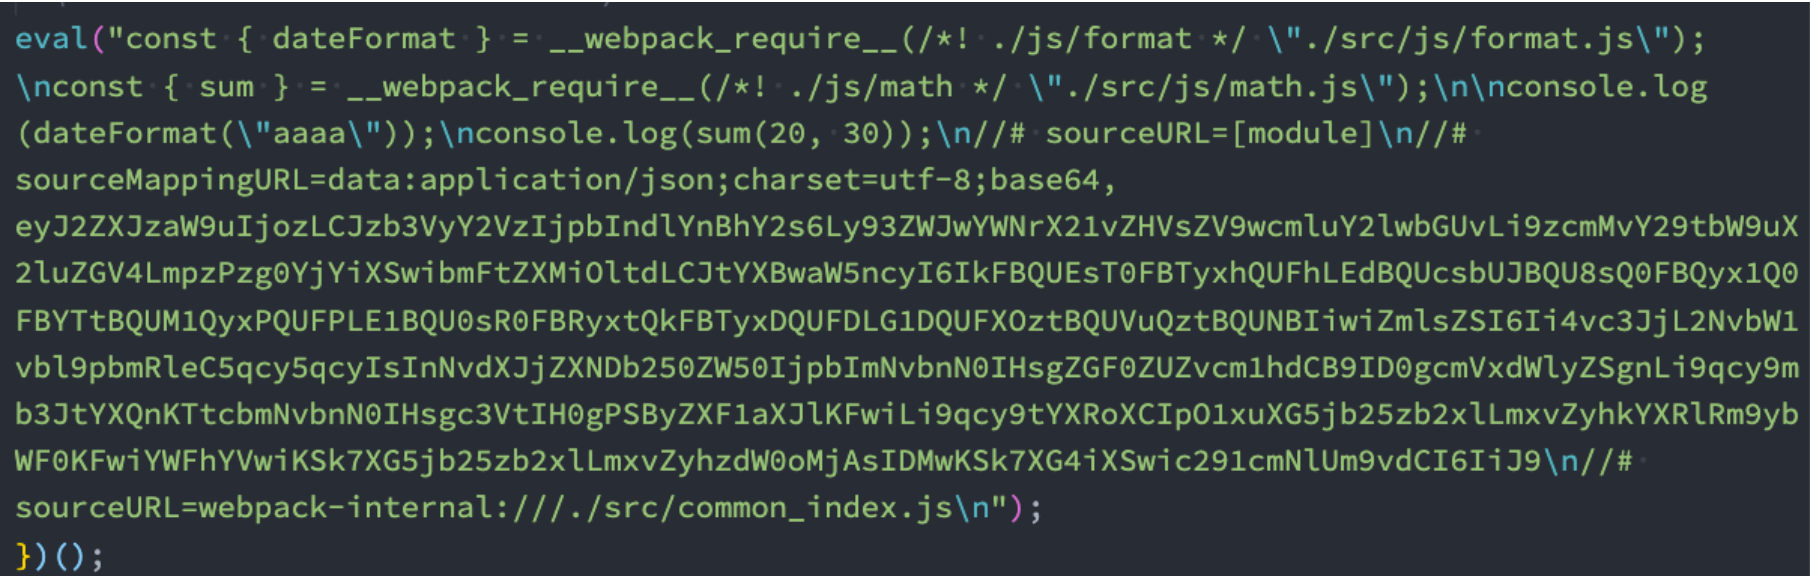 eval("const { dateFormat } = __webpack_require__(/*! ./js/format */ \"./src/js/format.js\");
\nconst { sum } = __webpack_require__(/*! ./js/math */ \"./src/js/math.js\");\n\nconsole.log
(dateFormat(\"aaaa\"));\nconsole.log(sum(20, 30));\n//# sourceURL=[module]\n//#
sourceMappingURL=data:application/json;charset=utf-8;base64,
eyJ2ZXJzaW9uIjozLCJzb3VyY2VzIjpbIndlYnBhY2s6Ly93ZWJwYWNrX21vZHVsZV9wcmluY2lwbGUvLi9zcmMvY29tbW9uX
2luZGV4LmpzPzg0YjYiXSwibmFtZXMiOltdLCJtYXBwaW5ncyI6IkFBQUEsT0FBTyxhQUFhLEdBQUcsbUJBQU8sQ0FBQyx1Q0
FBYTtBQUM1QyxPQUFPLE1BQU0sR0FBRyxtQkFBTyxDQUFDLG1DQUFXOztBQUVuQztBQUNBIiwiZmlsZSI6Ii4vc3JjL2NvbW1
vbl9pbmRleC5qcy5qcyIsInNvdXJjZXNDb250ZW50IjpbImNvbnN0IHsgZGF0ZUZvcm1hdCB9ID0gcmVxdWlyZSgnLi9qcy9m
b3JtYXQnKTtcbmNvbnN0IHsgc3VtIH0gPSByZXF1aXJlKFwiLi9qcy9tYXRoXCIpO1xuXG5jb25zb2xlLmxvZyhkYXRlRm9yb
WF0KFwiYWFhYVwiKSk7XG5jb25zb2xlLmxvZyhzdW0oMjAsIDMwKSk7XG4iXSwic291cmNlUm9vdCI6IiJ9\n//#
sourceURL=webpack-internal:///./src/common_index.js\n");
})();